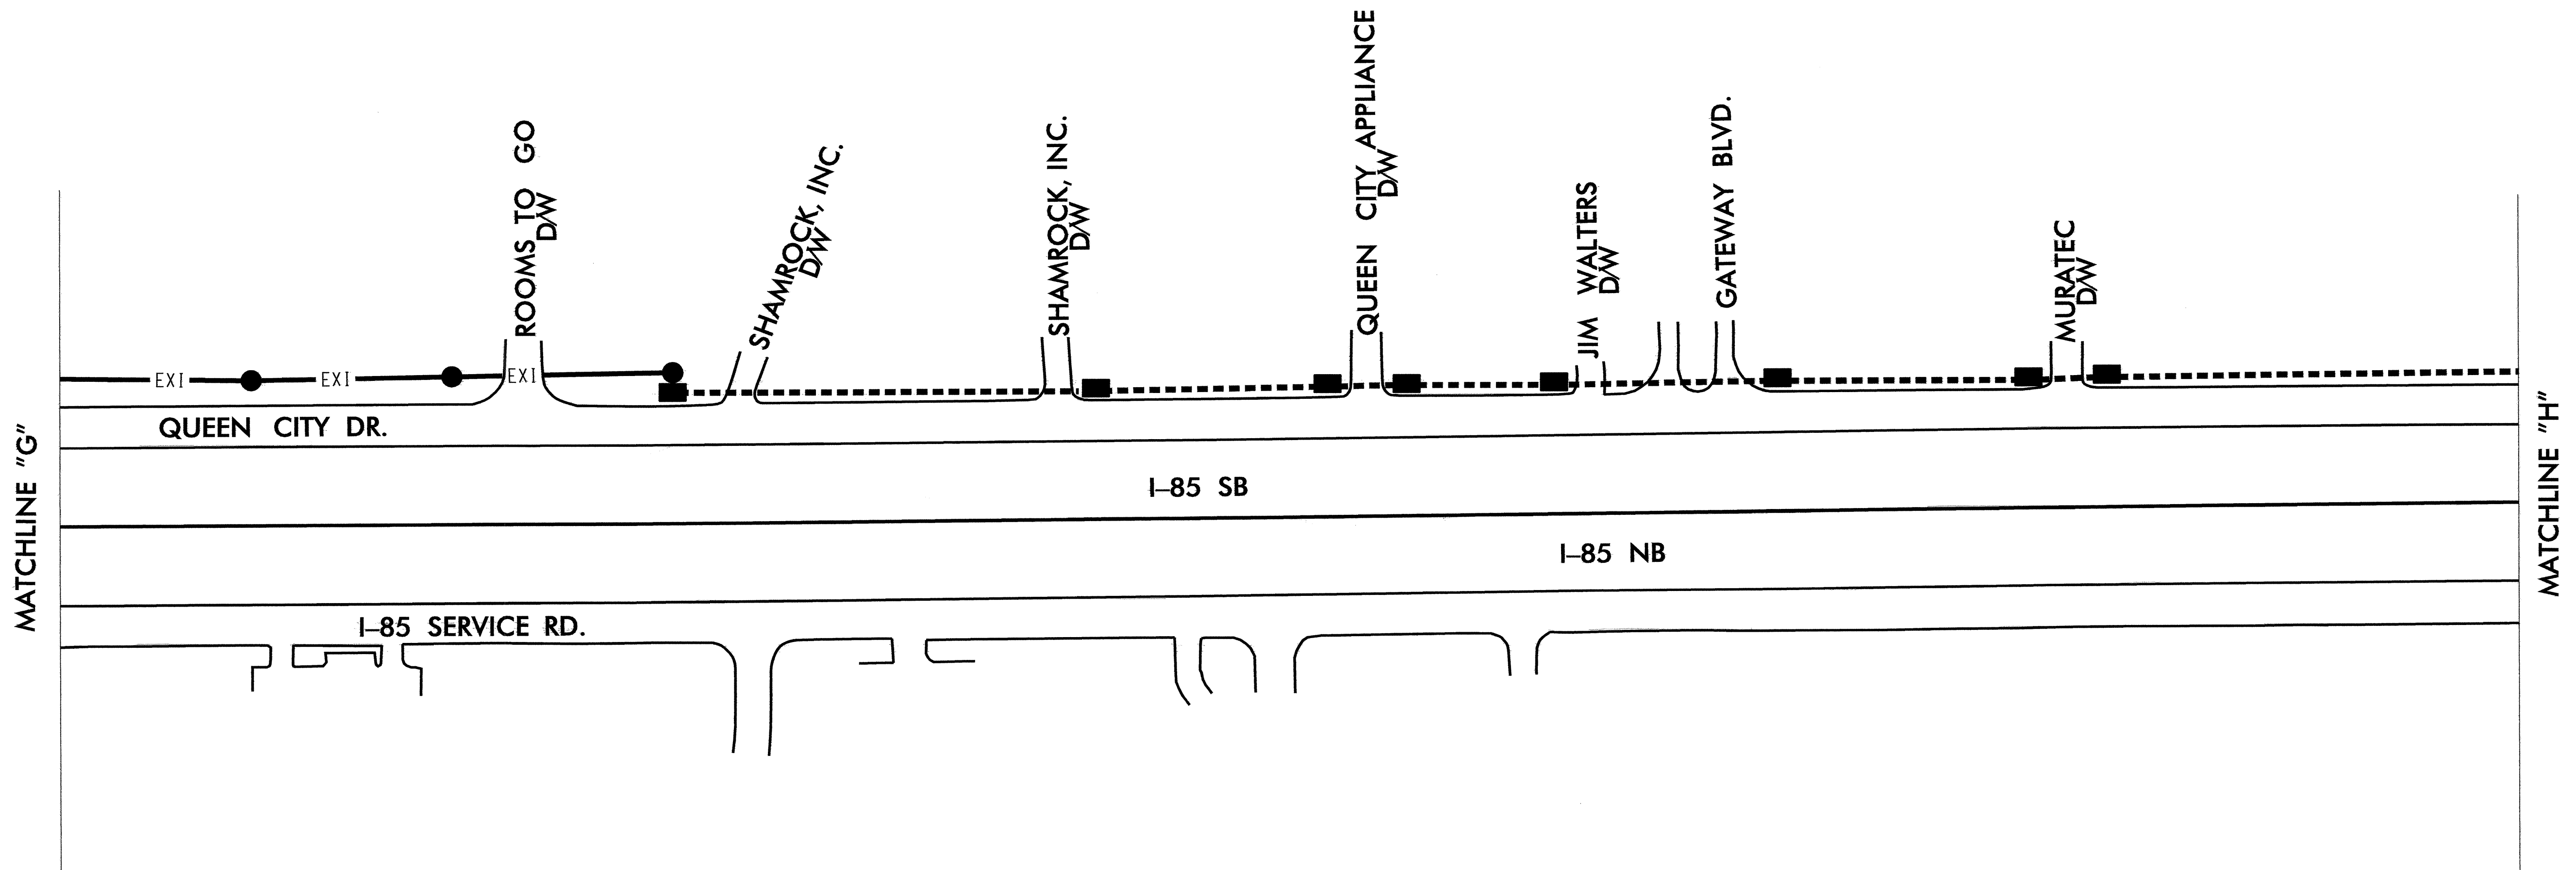 ROOMS TO GO
D/W
SHAMROCK, INC.
D/W
SHAMROCK, INC.
D/W
QUEEN CITY APPLIANCE
D/W
JIM WALTERS
D/W
GATEWAY BLVD.
MURATEC
D/W
EXI
EXI
EXI
QUEEN CITY DR.
I-85 SB
I-85 NB
I-85 SERVICE RD.
MATCHLINE "G"
MATCHLINE "H"